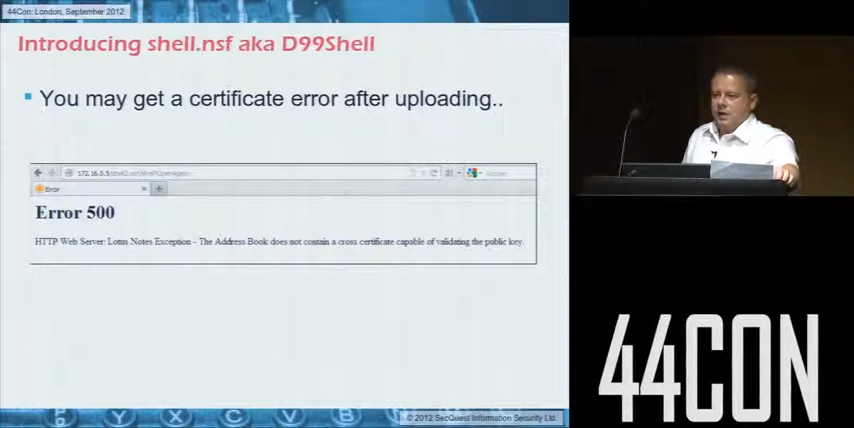 44Con: London, September 2012
Introducing shell.nsf aka D99Shell
You may get a certificate error after uploading..
Error
Error 500
HTTP Web Server: Lotus Notes Exception - The Address Book does not contain a cross certificate capable of validating the public key.
© 2012 SecQuest Information Security Ltd.
44CON